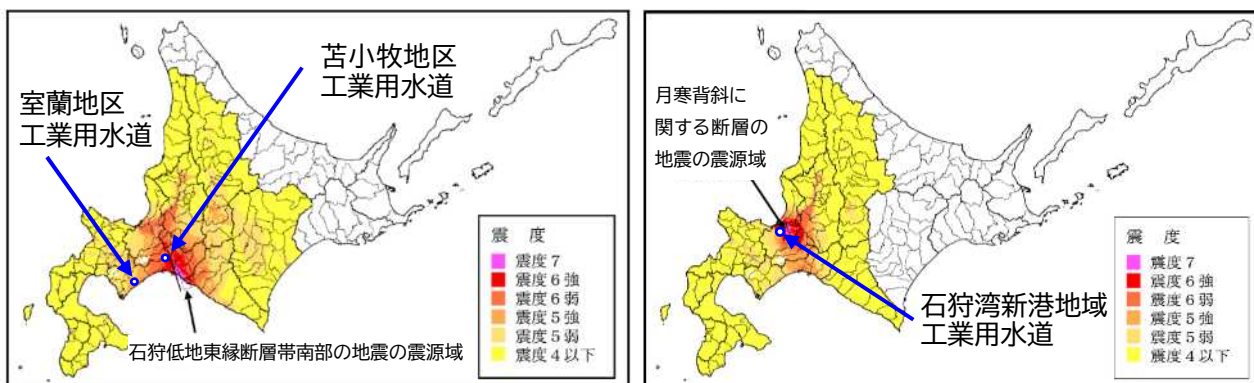 苫小牧地区
工業用水道
室蘭地区
工業用水道
震 度
震度7
震度6強
震度6弱
震度5強
震度5弱
震度4以下
石狩低地東縁断層帯南部の地震の震源域
月寒背斜に
関する断層の
地震の震源域
震 度
震度7
震度6強
震度6弱
震度5強
震度5弱
震度4以下
石狩湾新港地域
工業用水道